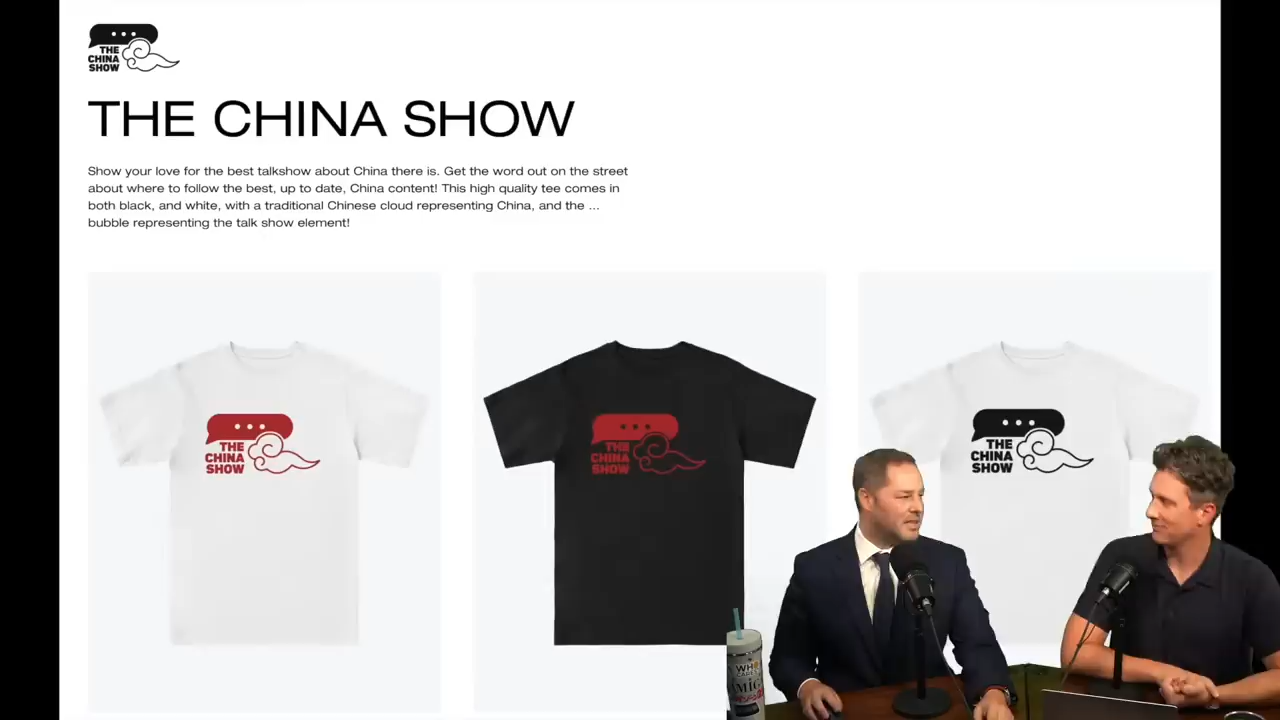 THE
CHINA
SHOW
THE CHINA SHOW
Show your love for the best talkshow about China there is. Get the word out on the street
about where to follow the best, up to date, China content! This high quality tee comes in
both black, and white, with a traditional Chinese cloud representing China, and the ...
bubble representing the talk show element!
THE
CHINA
SHOW
THE
CHINA
SHOW
THE
CHINA
SHOW